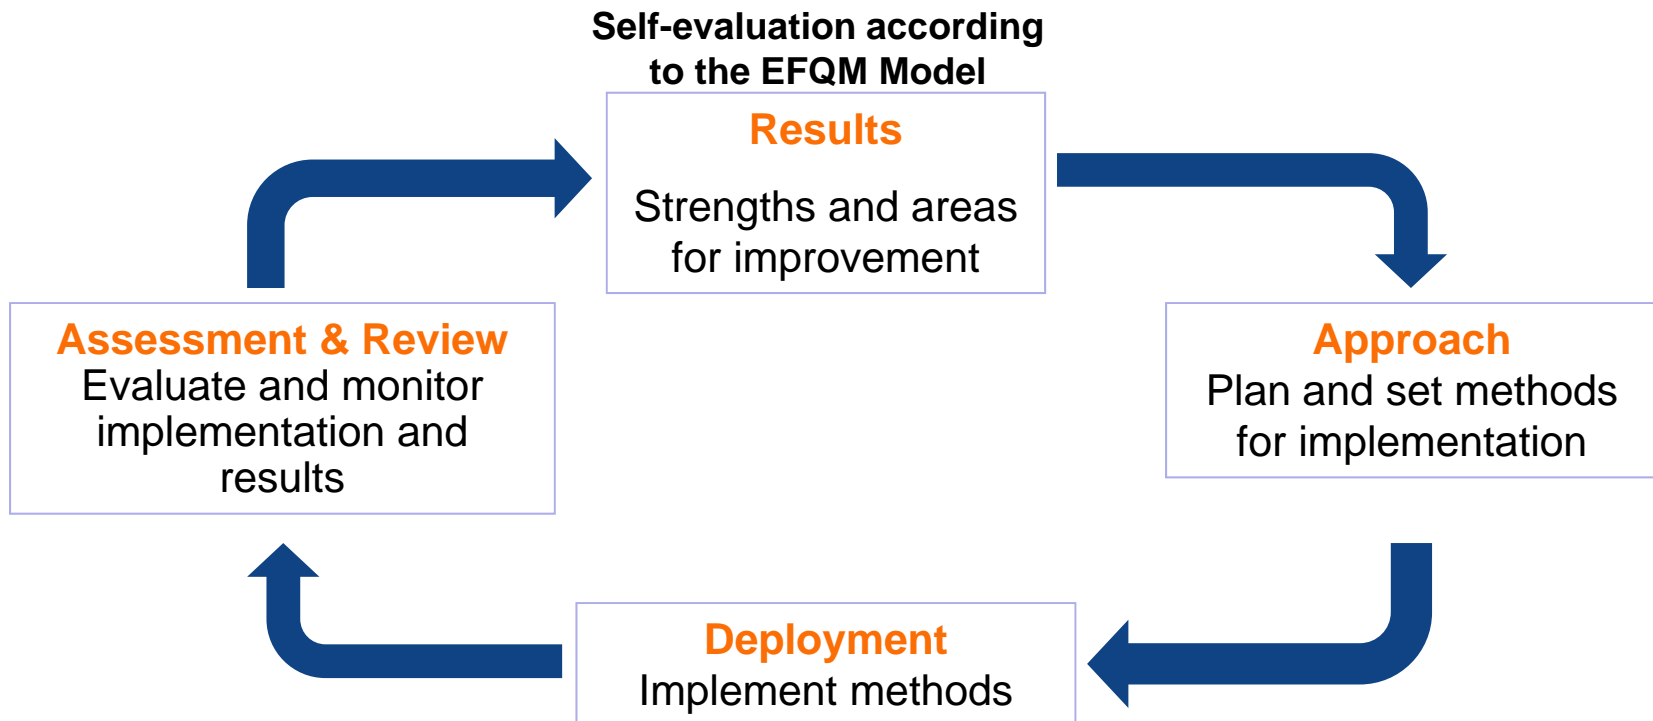 Self-evaluation according
to the EFQM Model
Results
Strengths and areas
for improvement
Assessment & Review
Evaluate and monitor
implementation and
results
Approach
Plan and set methods
for implementation
Deployment
Implement methods